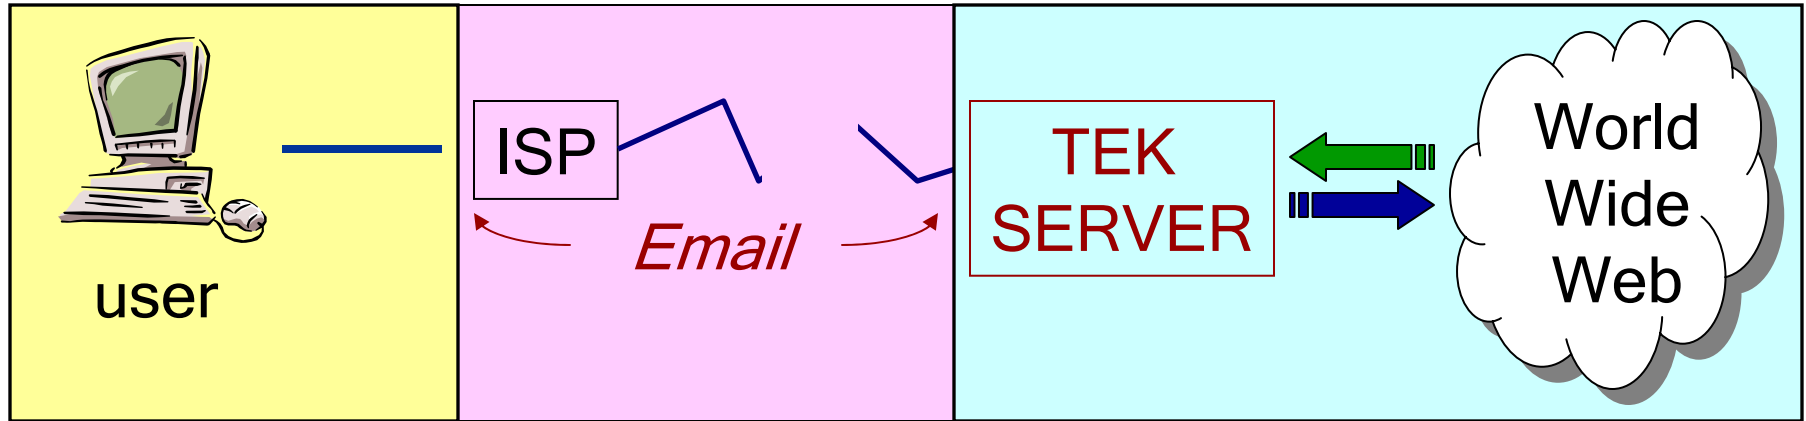 user
ISP
Email
TEK
SERVER
World
Wide
Web